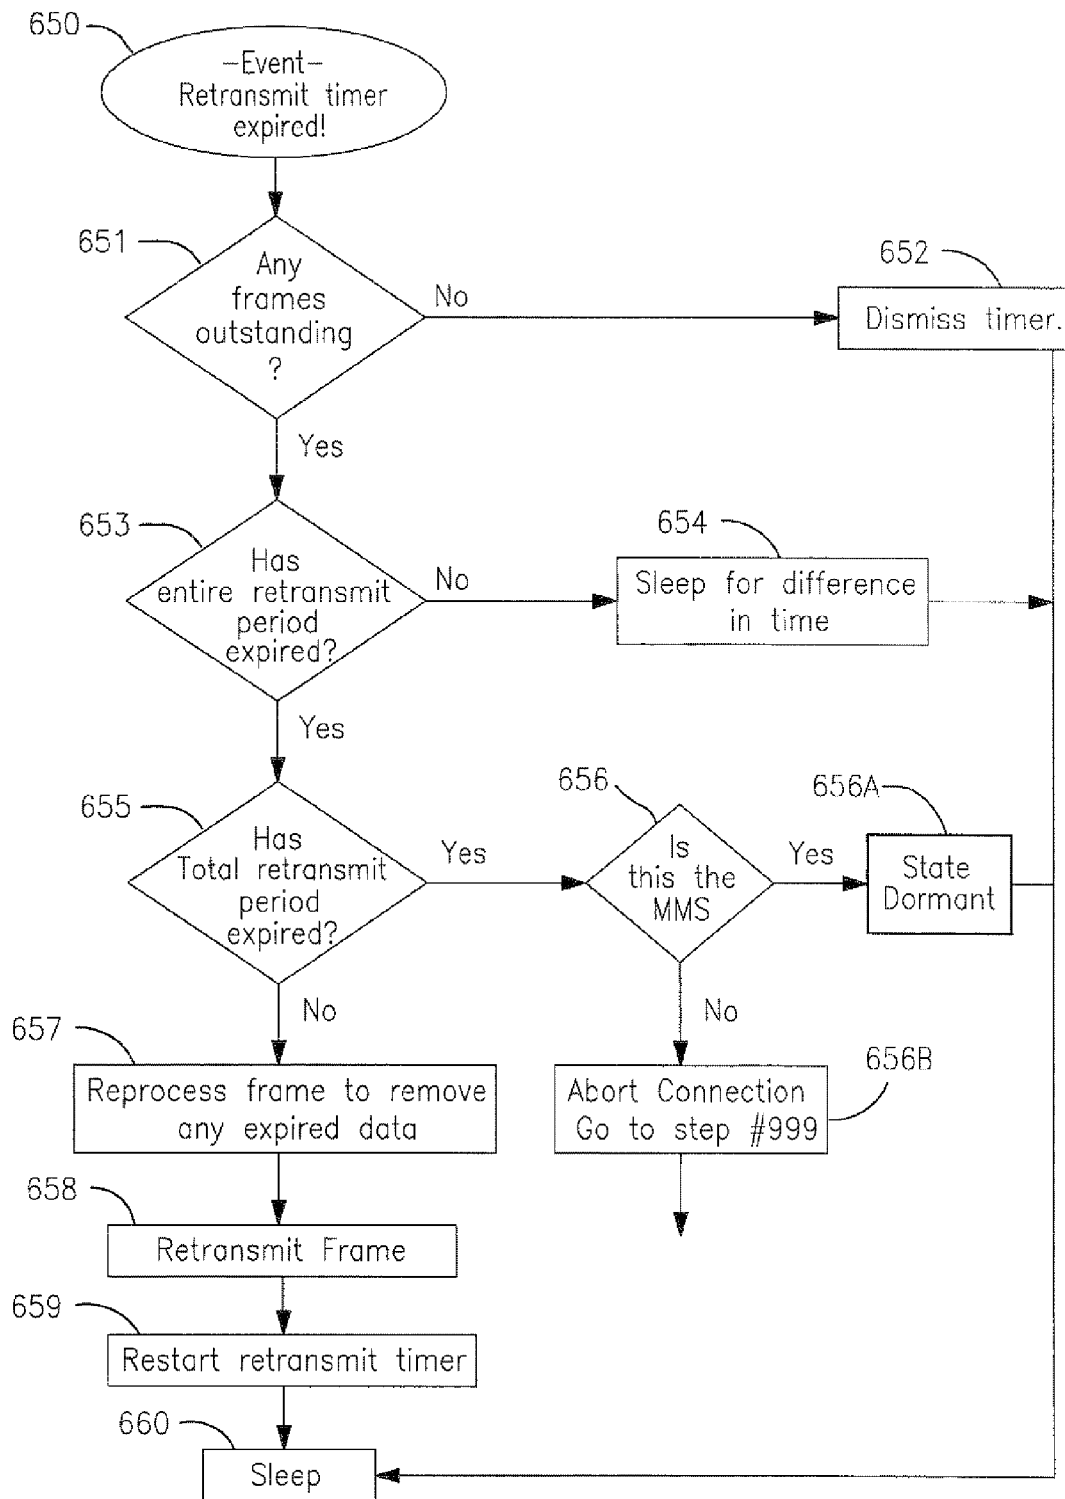 650
–Event–
Retransmit timer
expired!
651
Any
frames
outstanding
?
No
652
Dismiss timer.
Yes
653
Has
entire retransmit
period
expired?
No
654
Sleep for difference
in time
Yes
655
Has
Total retransmit
period
expired?
Yes
656
Is
this the
MMS
Yes
656A
State
Dormant
No
No
657
Reprocess frame to remove
any expired data
656B
Abort Connection
Go to step #999
658
Retransmit Frame
659
Restart retransmit timer
660
Sleep